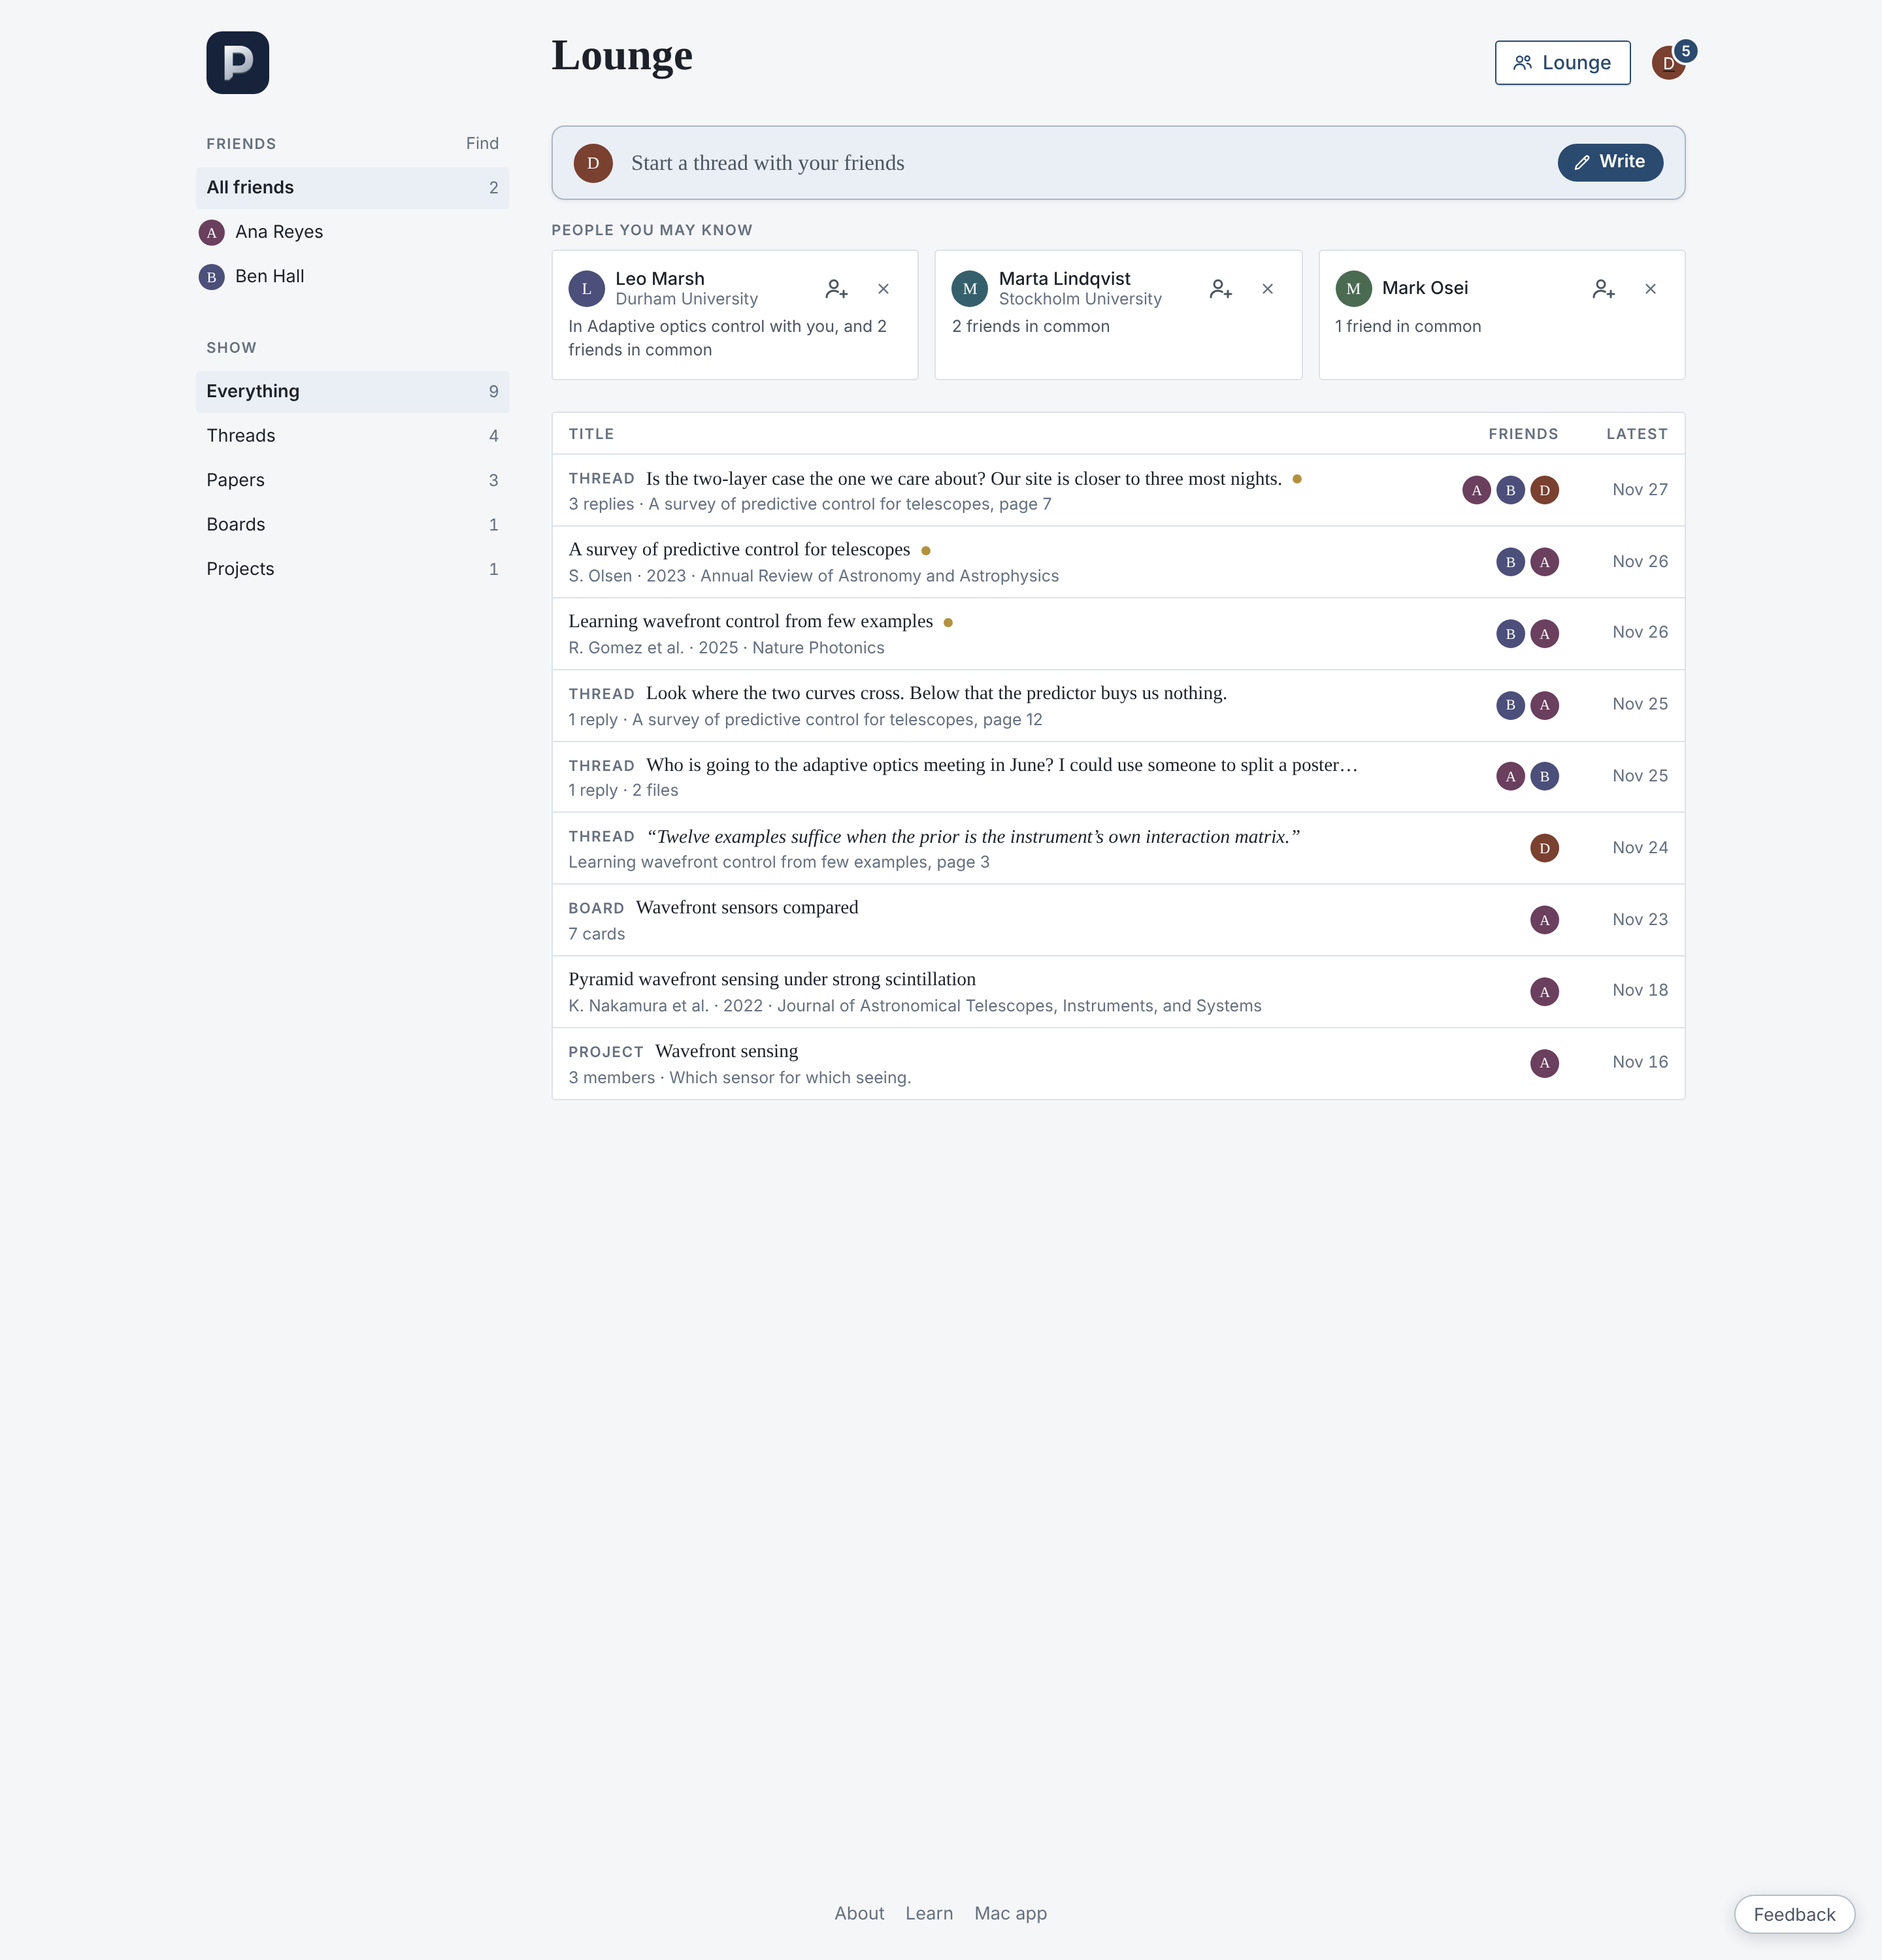 P
Lounge
Lounge
D
5
FRIENDS Find
All friends 2
A Ana Reyes
B Ben Hall
SHOW
Everything 9
Threads 4
Papers 3
Boards 1
Projects 1
D Start a thread with your friends Write
PEOPLE YOU MAY KNOW
L Leo Marsh
Durham University
In Adaptive optics control with you, and 2
friends in common
M Marta Lindqvist
Stockholm University
2 friends in common
M Mark Osei
1 friend in common
TITLE FRIENDS LATEST
THREAD Is the two-layer case the one we care about? Our site is closer to three most nights.
3 replies · A survey of predictive control for telescopes, page 7
A B D Nov 27
A survey of predictive control for telescopes
S. Olsen · 2023 · Annual Review of Astronomy and Astrophysics
B A Nov 26
Learning wavefront control from few examples
R. Gomez et al. · 2025 · Nature Photonics
B A Nov 26
THREAD Look where the two curves cross. Below that the predictor buys us nothing.
1 reply · A survey of predictive control for telescopes, page 12
B A Nov 25
THREAD Who is going to the adaptive optics meeting in June? I could use someone to split a poster…
1 reply · 2 files
A B Nov 25
THREAD “Twelve examples suffice when the prior is the instrument’s own interaction matrix.”
Learning wavefront control from few examples, page 3
D Nov 24
BOARD Wavefront sensors compared
7 cards
A Nov 23
Pyramid wavefront sensing under strong scintillation
K. Nakamura et al. · 2022 · Journal of Astronomical Telescopes, Instruments, and Systems
A Nov 18
PROJECT Wavefront sensing
3 members · Which sensor for which seeing.
A Nov 16
About Learn Mac app
Feedback